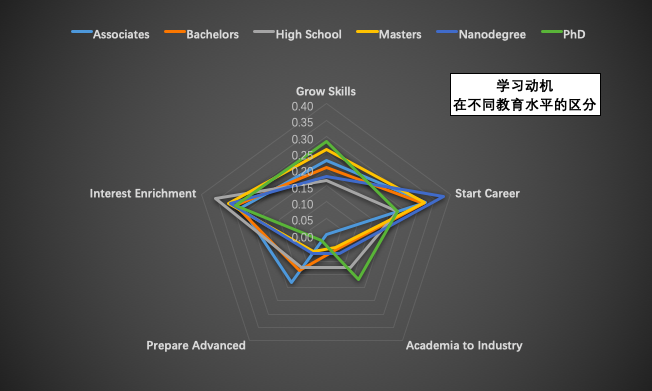 Associates Bachelors High School Masters Nanodegree PhD
学习动机
在不同教育水平的区分
Grow Skills
0.40
0.35
0.30
0.25
0.20
0.15
0.10
0.05
0.00
Interest Enrichment
Start Career
Prepare Advanced
Academia to Industry